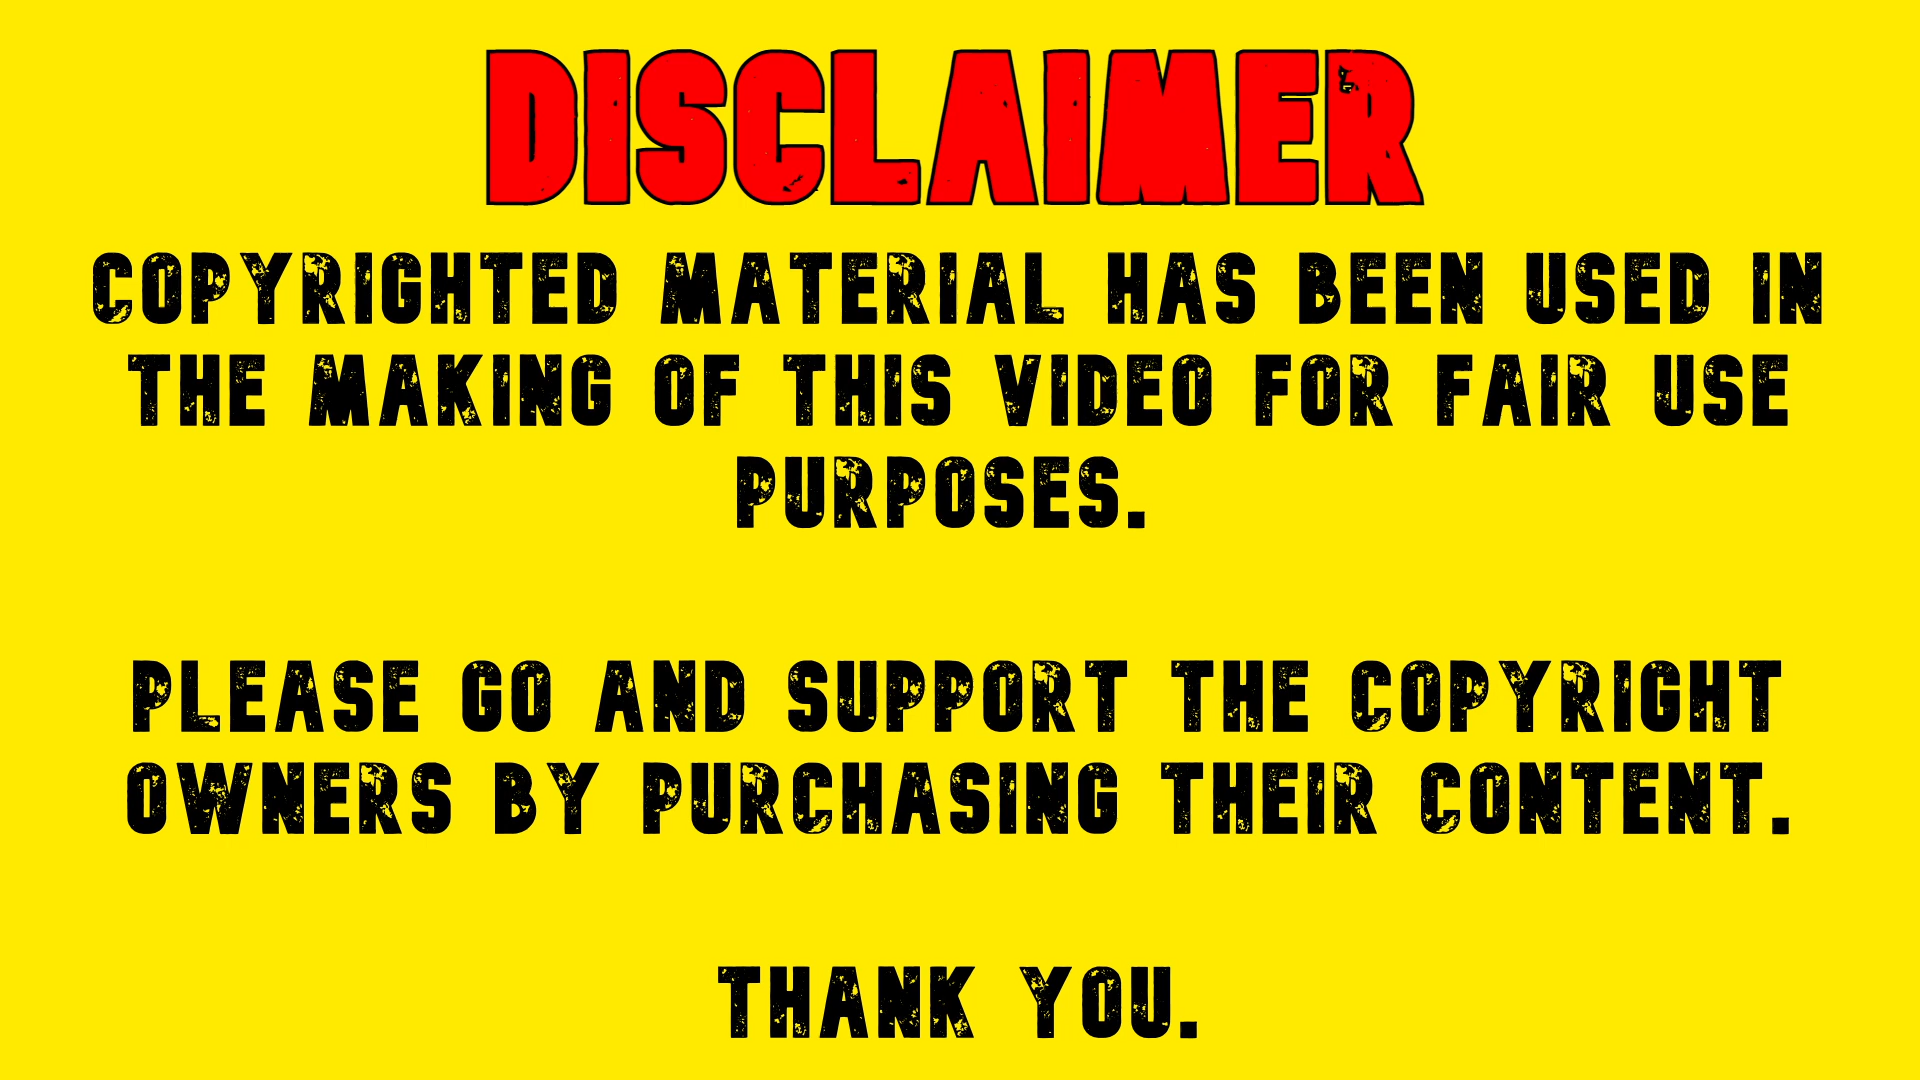 DISCLAIMER
COPYRIGHTED MATERIAL HAS BEEN USED IN
THE MAKING OF THIS VIDEO FOR FAIR USE
PURPOSES.
PLEASE GO AND SUPPORT THE COPYRIGHT
OWNERS BY PURCHASING THEIR CONTENT.
THANK YOU.